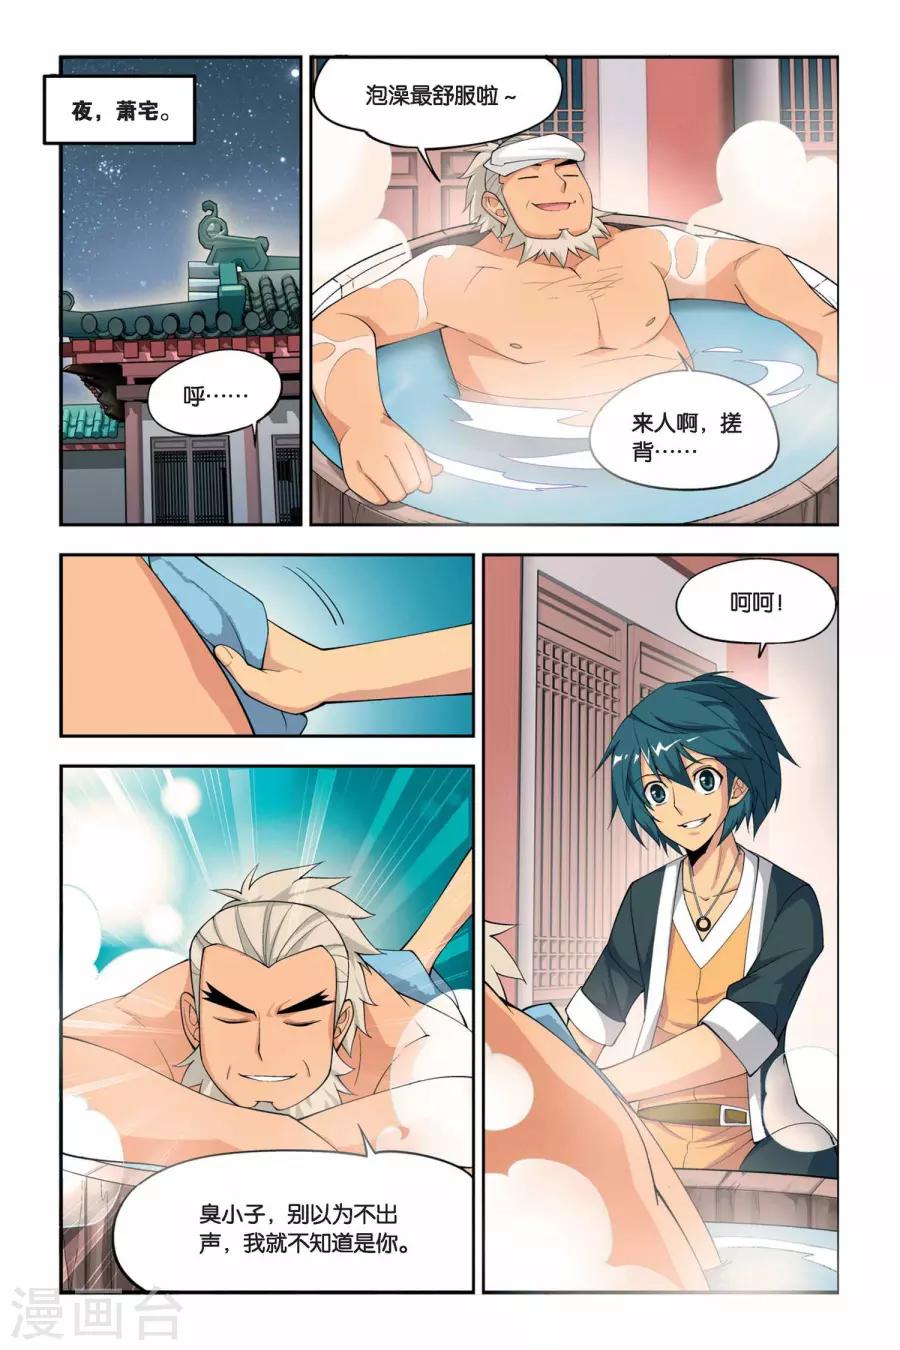 夜，萧宅。
呼……
泡澡最舒服啦～
来人啊，搓
背……
呵呵！
臭小子，别以为不出
声，我就不知道是你。
漫画台